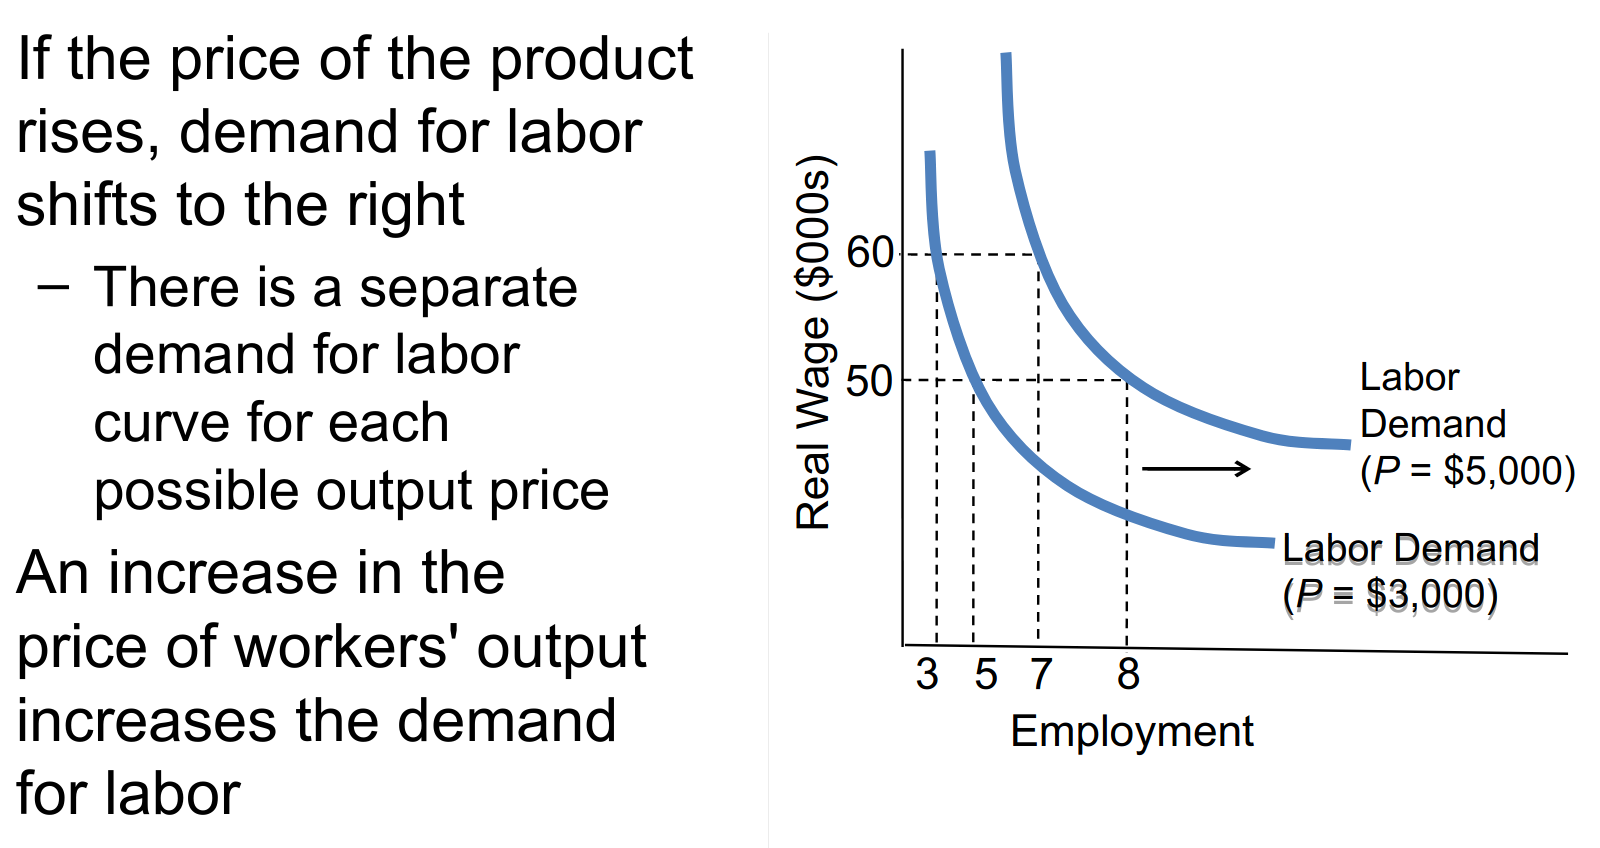 If the price of the product
rises, demand for labor
shifts to the right
– There is a separate
demand for labor
curve for each
possible output price
An increase in the
price of workers' output
increases the demand
for labor
Real Wage ($000s)
60
50
Labor
Demand
(P = $5,000)
Labor Demand
(P = $3,000)
3 5 7 8
Employment